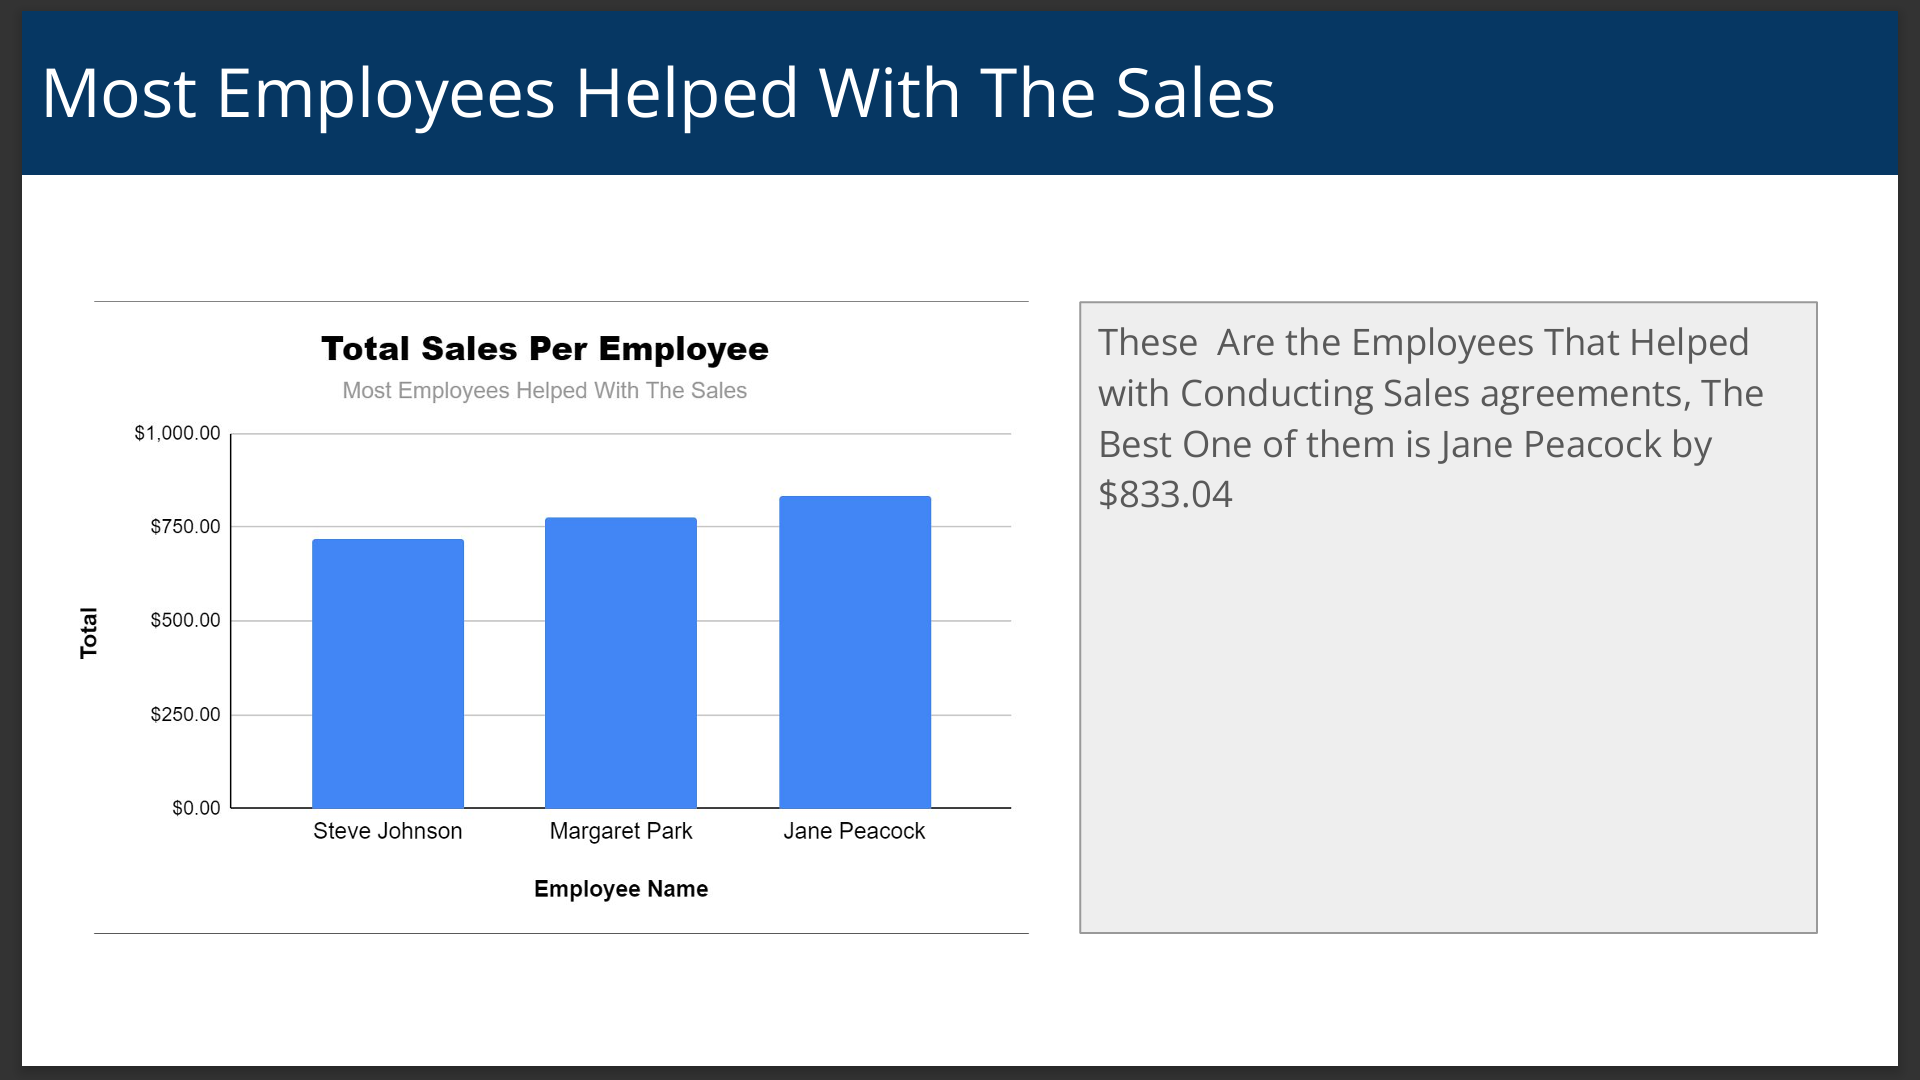 Most Employees Helped With The Sales
Total Sales Per Employee
Most Employees Helped With The Sales
$1,000.00
$750.00
$500.00
$250.00
$0.00
Total
Steve Johnson
Margaret Park
Jane Peacock
Employee Name
These  Are the Employees That Helped
with Conducting Sales agreements, The
Best One of them is Jane Peacock by
$833.04